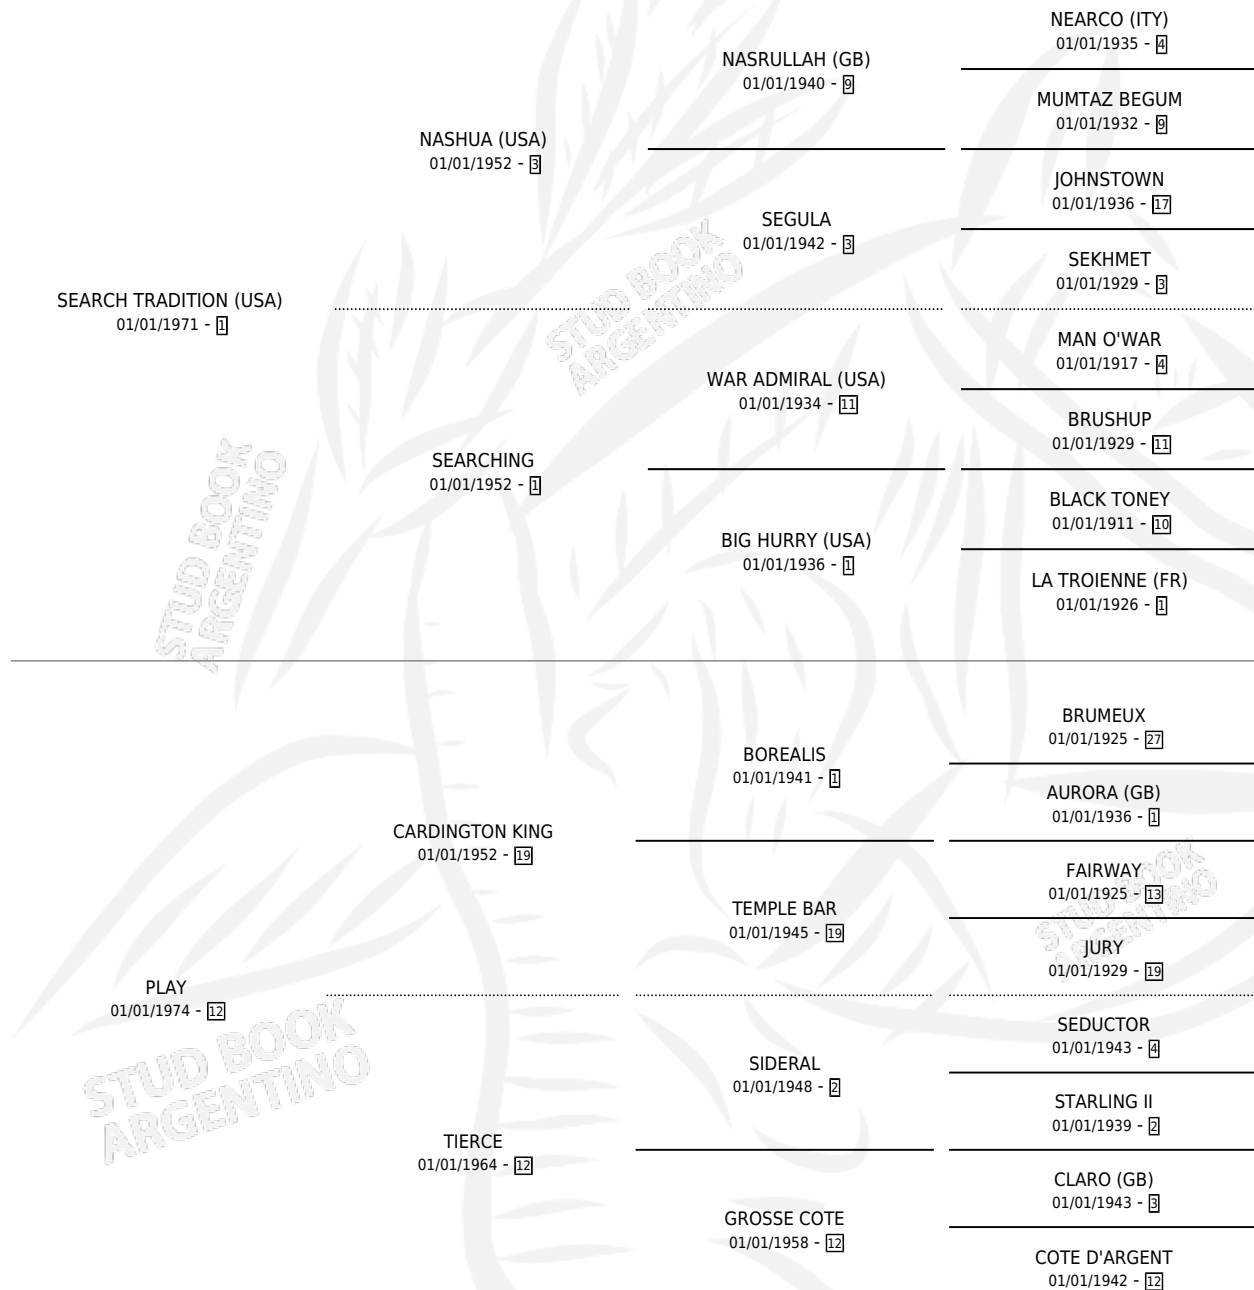 NEARCO (ITY)
01/01/1935 - 4
NASRULLAH (GB)
01/01/1940 - 9
MUMTAZ BEGUM
01/01/1932 - 9
NASHUA (USA)
01/01/1952 - 3
JOHNSTOWN
01/01/1936 - 17
SEGULA
01/01/1942 - 3
SEKHMET
01/01/1929 - 3
SEARCH TRADITION (USA)
01/01/1971 - 1
MAN O'WAR
01/01/1917 - 4
WAR ADMIRAL (USA)
01/01/1934 - 11
BRUSHUP
01/01/1929 - 11
SEARCHING
01/01/1952 - 1
BLACK TONEY
01/01/1911 - 10
BIG HURRY (USA)
01/01/1936 - 1
LA TROIENNE (FR)
01/01/1926 - 1
STUD BOOK
ARGENTINO
STUD BOOK
ARGENTINO
BRUMEUX
01/01/1925 - 27
BOREALIS
01/01/1941 - 1
AURORA (GB)
01/01/1936 - 1
CARDINGTON KING
01/01/1952 - 19
FAIRWAY
01/01/1925 - 13
TEMPLE BAR
01/01/1945 - 19
JURY
01/01/1929 - 19
STUD BOOK
ARGENTINO
PLAY
01/01/1974 - 12
SEDUCTOR
01/01/1943 - 4
SIDERAL
01/01/1948 - 2
STARLING II
01/01/1939 - 2
TIERCE
01/01/1964 - 12
CLARO (GB)
01/01/1943 - 3
GROSSE COTE
01/01/1958 - 12
COTE D'ARGENT
01/01/1942 - 12
STUD BOOK
ARGENTINO